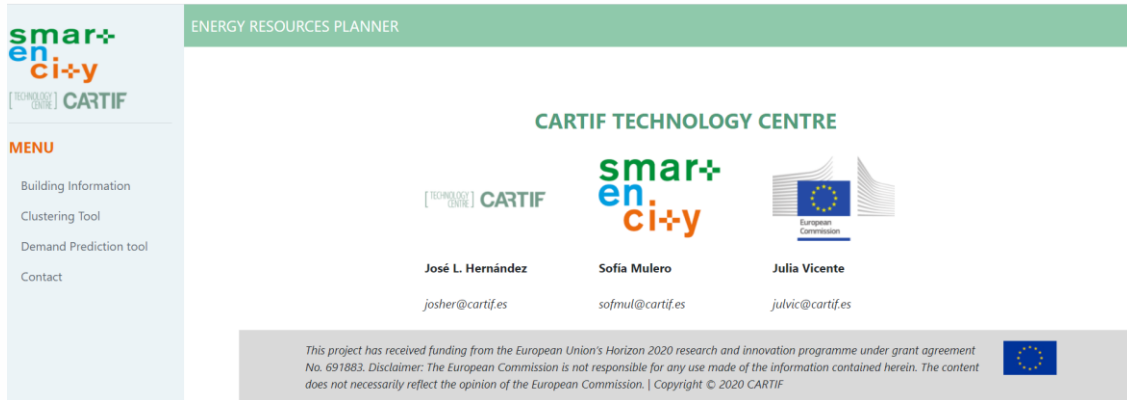 smart
en
city
[TECHNOLOGY CENTRE] CARTIF
MENU
Building Information
Clustering Tool
Demand Prediction tool
Contact
ENERGY RESOURCES PLANNER
CARTIF TECHNOLOGY CENTRE
[TECHNOLOGY CENTRE] CARTIF
smart
en
city
European
Commission
José L. Hernández
Sofía Mulero
Julia Vicente
josher@cartif.es
sofmul@cartif.es
julvic@cartif.es
This project has received funding from the European Union's Horizon 2020 research and innovation programme under grant agreement
No. 691883. Disclaimer: The European Commission is not responsible for any use made of the information contained herein. The content
does not necessarily reflect the opinion of the European Commission. | Copyright © 2020 CARTIF